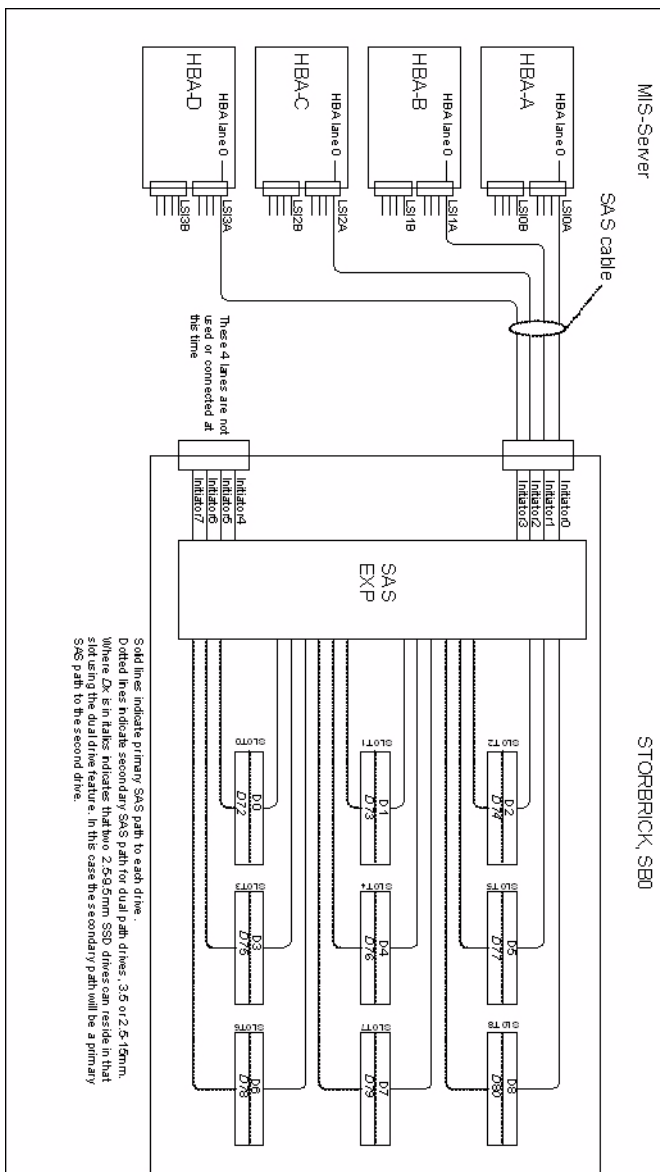 MIS-Server
SAS cable
STORBRICK, SB0
HBA-A
HBA lane 0
LSI0A
LSI0B
HBA-B
HBA lane 0
LSI1A
LSI1B
HBA-C
HBA lane 0
LSI2A
LSI2B
HBA-D
HBA lane 0
LSI3A
LSI3B
These 4 lanes are not
used or connected at
this time
Initiator0
Initiator1
Initiator2
Initiator3
Initiator4
Initiator5
Initiator6
Initiator7
SAS
EXP
SLOT2
D2
D74
SLOT5
D5
D77
SLOT8
D8
D80
SLOT1
D1
D73
SLOT4
D4
D76
SLOT7
D7
D79
SLOT0
D0
D72
SLOT3
D3
D75
SLOT6
D6
D78
Solid lines indicate primary SAS path to each drive.
Dotted lines indicate secondary SAS path for dual path drives, 3.5 or 2.5-15mm.
Where Dx is in italics indicates that two 2.5-9.5mm SSD drives can reside in that
slot using the dual drive feature. In this case the secondary path will be a primary
SAS path to the second drive.